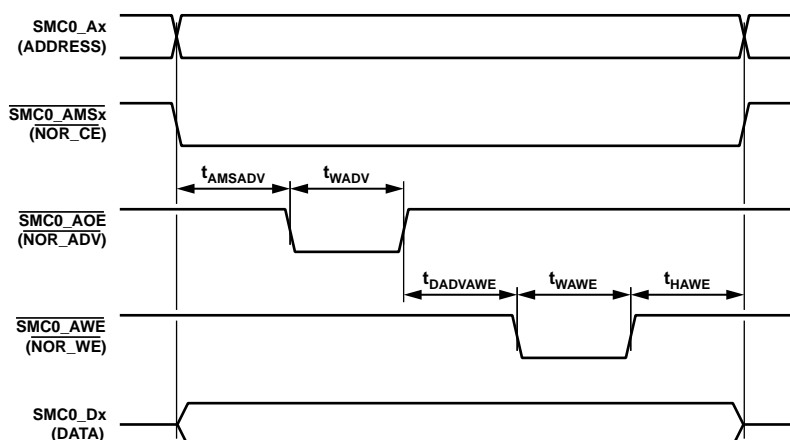 SMC0_Ax
(ADDRESS)
SMC0_AMSx
(NOR_CE)
tAMSADV
tWADV
SMC0_AOE
(NOR_ADV)
tDADVAWE
tWAWE
tHAWE
SMC0_AWE
(NOR_WE)
SMC0_Dx
(DATA)